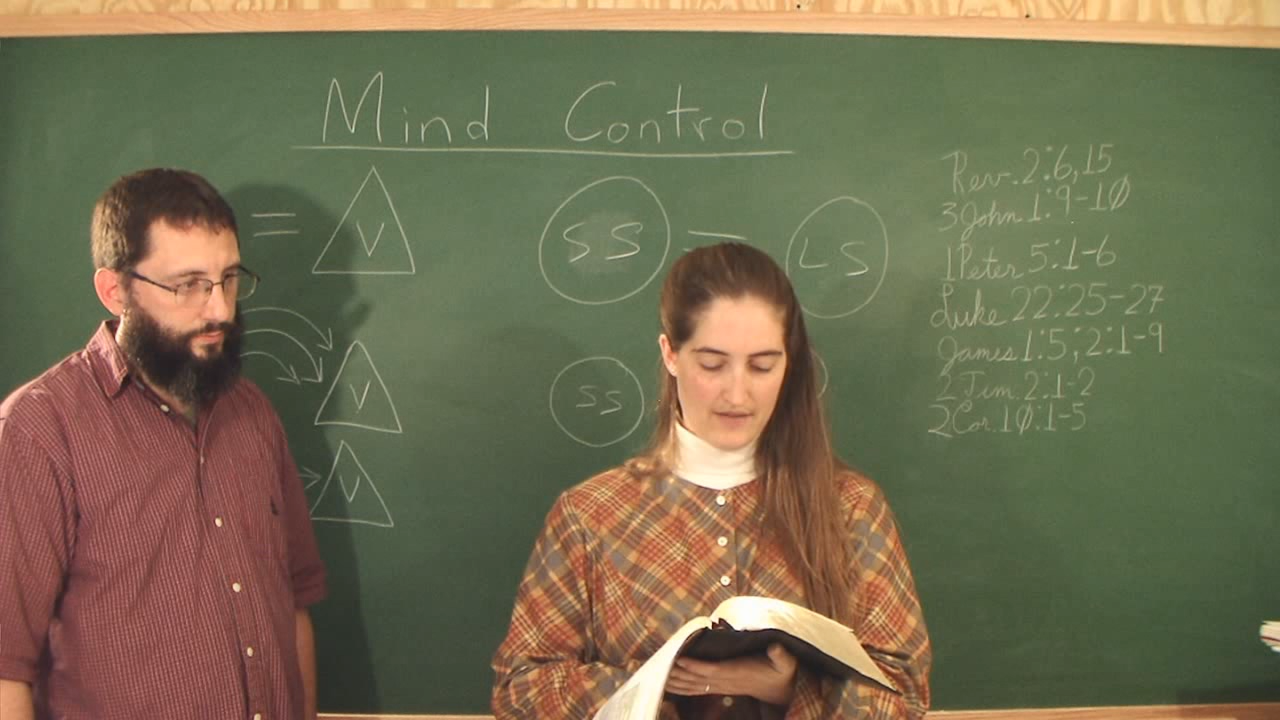 Mind Control
= V SS = LS
V SS
V
Rev. 2:6,15
3 John 1:9-10
1 Peter 5:1-6
Luke 22:25-27
James 1:5; 2:1-9
2 Tim. 2:1-2
2 Cor. 10:1-5